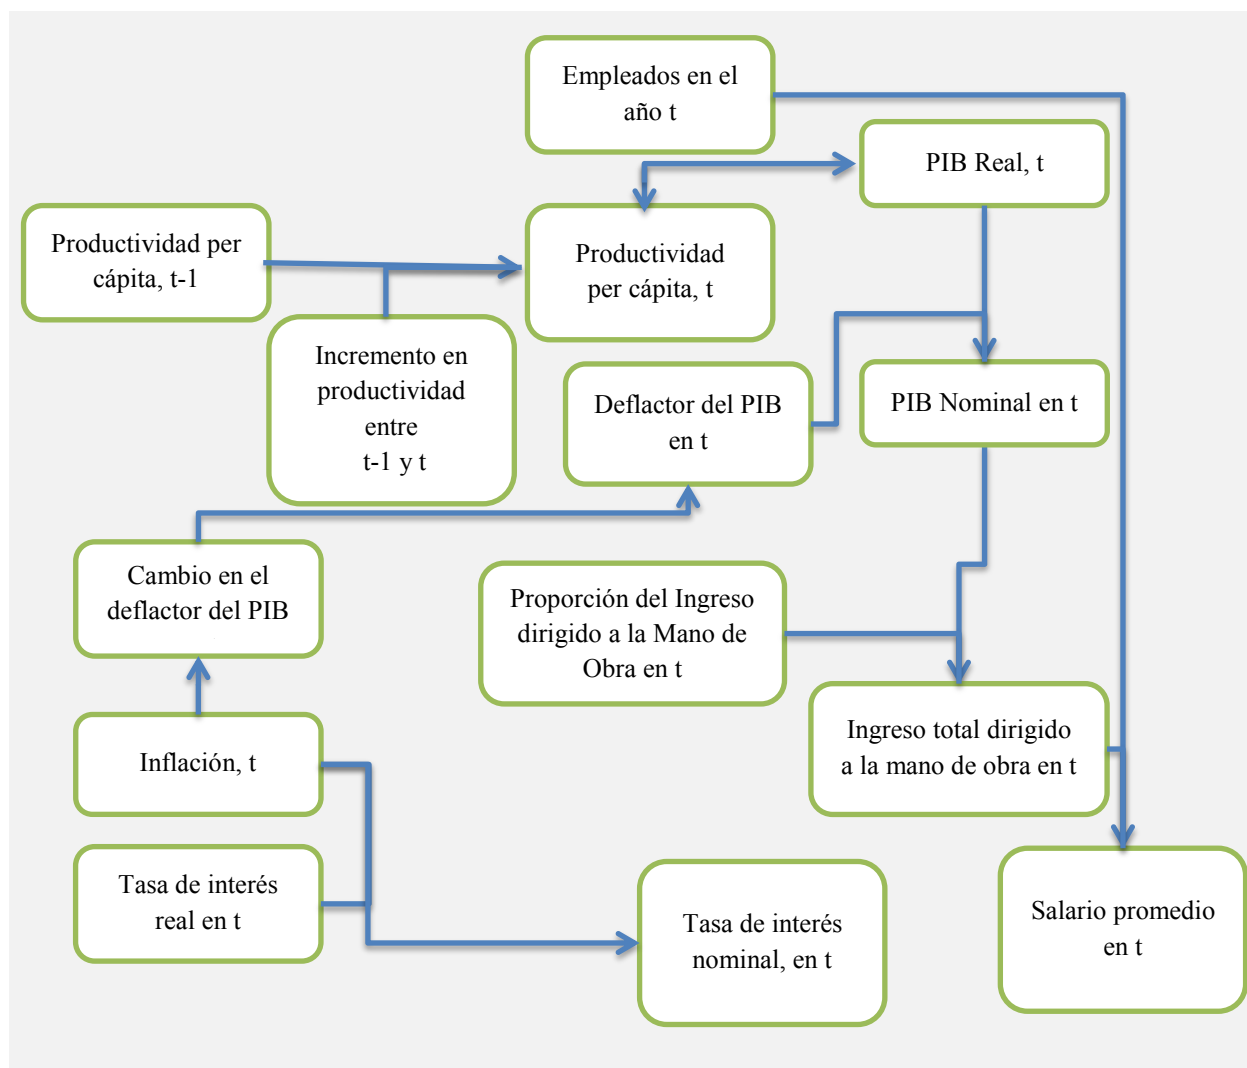 Empleados en el
año t
PIB Real, t
Productividad per
cápita, t-1
Productividad
per cápita, t
Incremento en
productividad
entre
t-1 y t
Deflactor del PIB
en t
PIB Nominal en t
Cambio en el
deflactor del PIB
Proporción del Ingreso
dirigido a la Mano de
Obra en t
Ingreso total dirigido
a la mano de obra en t
Inflación, t
Tasa de interés
real en t
Tasa de interés
nominal, en t
Salario promedio
en t